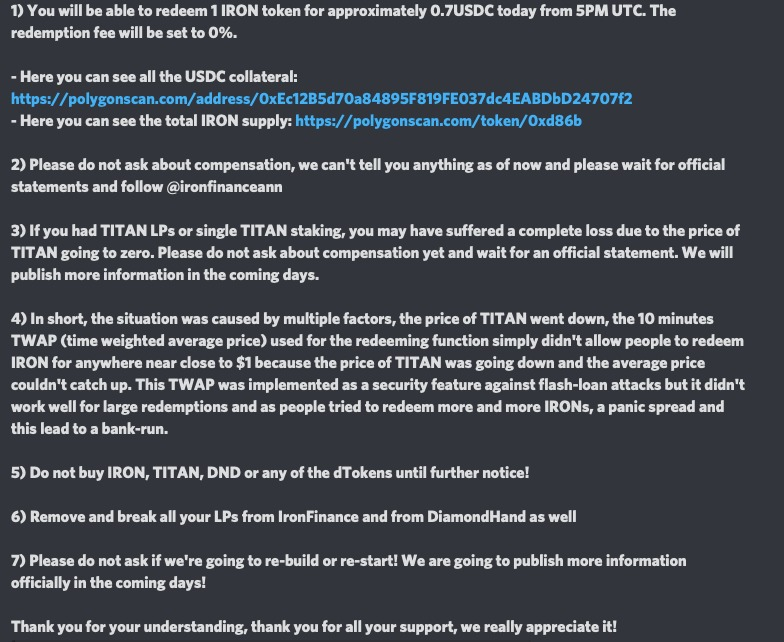 1) You will be able to redeem 1 IRON token for approximately 0.7USDC today from 5PM UTC. The
redemption fee will be set to 0%.
- Here you can see all the USDC collateral:
https://polygonscan.com/address/0xEc12B5d70a84895F819FE037dc4EABDbD24707f2
- Here you can see the total IRON supply: https://polygonscan.com/token/0xd86b
2) Please do not ask about compensation, we can't tell you anything as of now and please wait for official
statements and follow @ironfinanceann
3) If you had TITAN LPs or single TITAN staking, you may have suffered a complete loss due to the price of
TITAN going to zero. Please do not ask about compensation yet and wait for an official statement. We will
publish more information in the coming days.
4) In short, the situation was caused by multiple factors, the price of TITAN went down, the 10 minutes
TWAP (time weighted average price) used for the redeeming function simply didn't allow people to redeem
IRON for anywhere near close to $1 because the price of TITAN was going down and the average price
couldn't catch up. This TWAP was implemented as a security feature against flash-loan attacks but it didn't
work well for large redemptions and as people tried to redeem more and more IRONs, a panic spread and
this lead to a bank-run.
5) Do not buy IRON, TITAN, DND or any of the dTokens until further notice!
6) Remove and break all your LPs from IronFinance and from DiamondHand as well
7) Please do not ask if we're going to re-build or re-start! We are going to publish more information
officially in the coming days!
Thank you for your understanding, thank you for all your support, we really appreciate it!